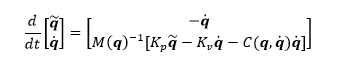 d/dt [q̃ q̇] = [−q̇ M(q)⁻¹[K_p q̃ − K_v q̇ − C(q, q̇)q̇]]